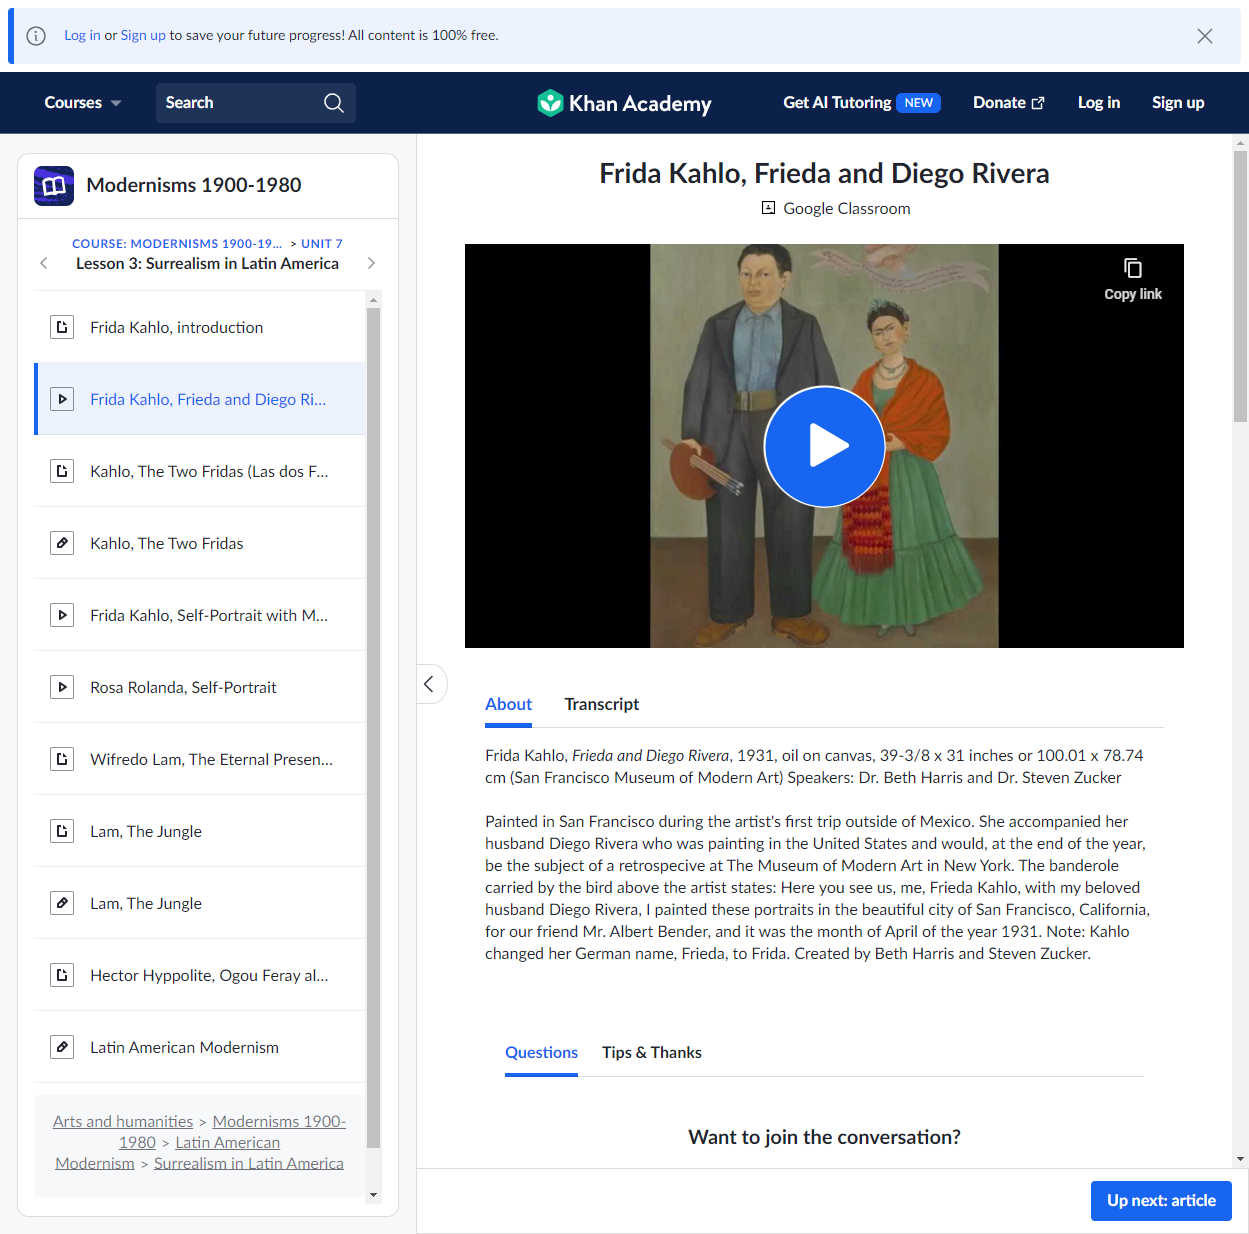 Log in or Sign up to save your future progress! All content is 100% free.
Courses
Search
Khan Academy
Get AI Tutoring NEW
Donate
Log in
Sign up
Modernisms 1900-1980
COURSE: MODERNISMS 1900-19... > UNIT 7
Lesson 3: Surrealism in Latin America
Frida Kahlo, introduction
Frida Kahlo, Frieda and Diego Ri...
Kahlo, The Two Fridas (Las dos F...
Kahlo, The Two Fridas
Frida Kahlo, Self-Portrait with M...
Rosa Rolanda, Self-Portrait
Wifredo Lam, The Eternal Presen...
Lam, The Jungle
Lam, The Jungle
Hector Hyppolite, Ogou Feray al...
Latin American Modernism
Arts and humanities > Modernisms 1900-
1980 > Latin American
Modernism > Surrealism in Latin America
Frida Kahlo, Frieda and Diego Rivera
Google Classroom
Copy link
About
Transcript
Frida Kahlo, Frieda and Diego Rivera, 1931, oil on canvas, 39-3/8 x 31 inches or 100.01 x 78.74
cm (San Francisco Museum of Modern Art) Speakers: Dr. Beth Harris and Dr. Steven Zucker
Painted in San Francisco during the artist's first trip outside of Mexico. She accompanied her
husband Diego Rivera who was painting in the United States and would, at the end of the year,
be the subject of a retrospecive at The Museum of Modern Art in New York. The banderole
carried by the bird above the artist states: Here you see us, me, Frieda Kahlo, with my beloved
husband Diego Rivera, I painted these portraits in the beautiful city of San Francisco, California,
for our friend Mr. Albert Bender, and it was the month of April of the year 1931. Note: Kahlo
changed her German name, Frieda, to Frida. Created by Beth Harris and Steven Zucker.
Questions
Tips & Thanks
Want to join the conversation?
Up next: article